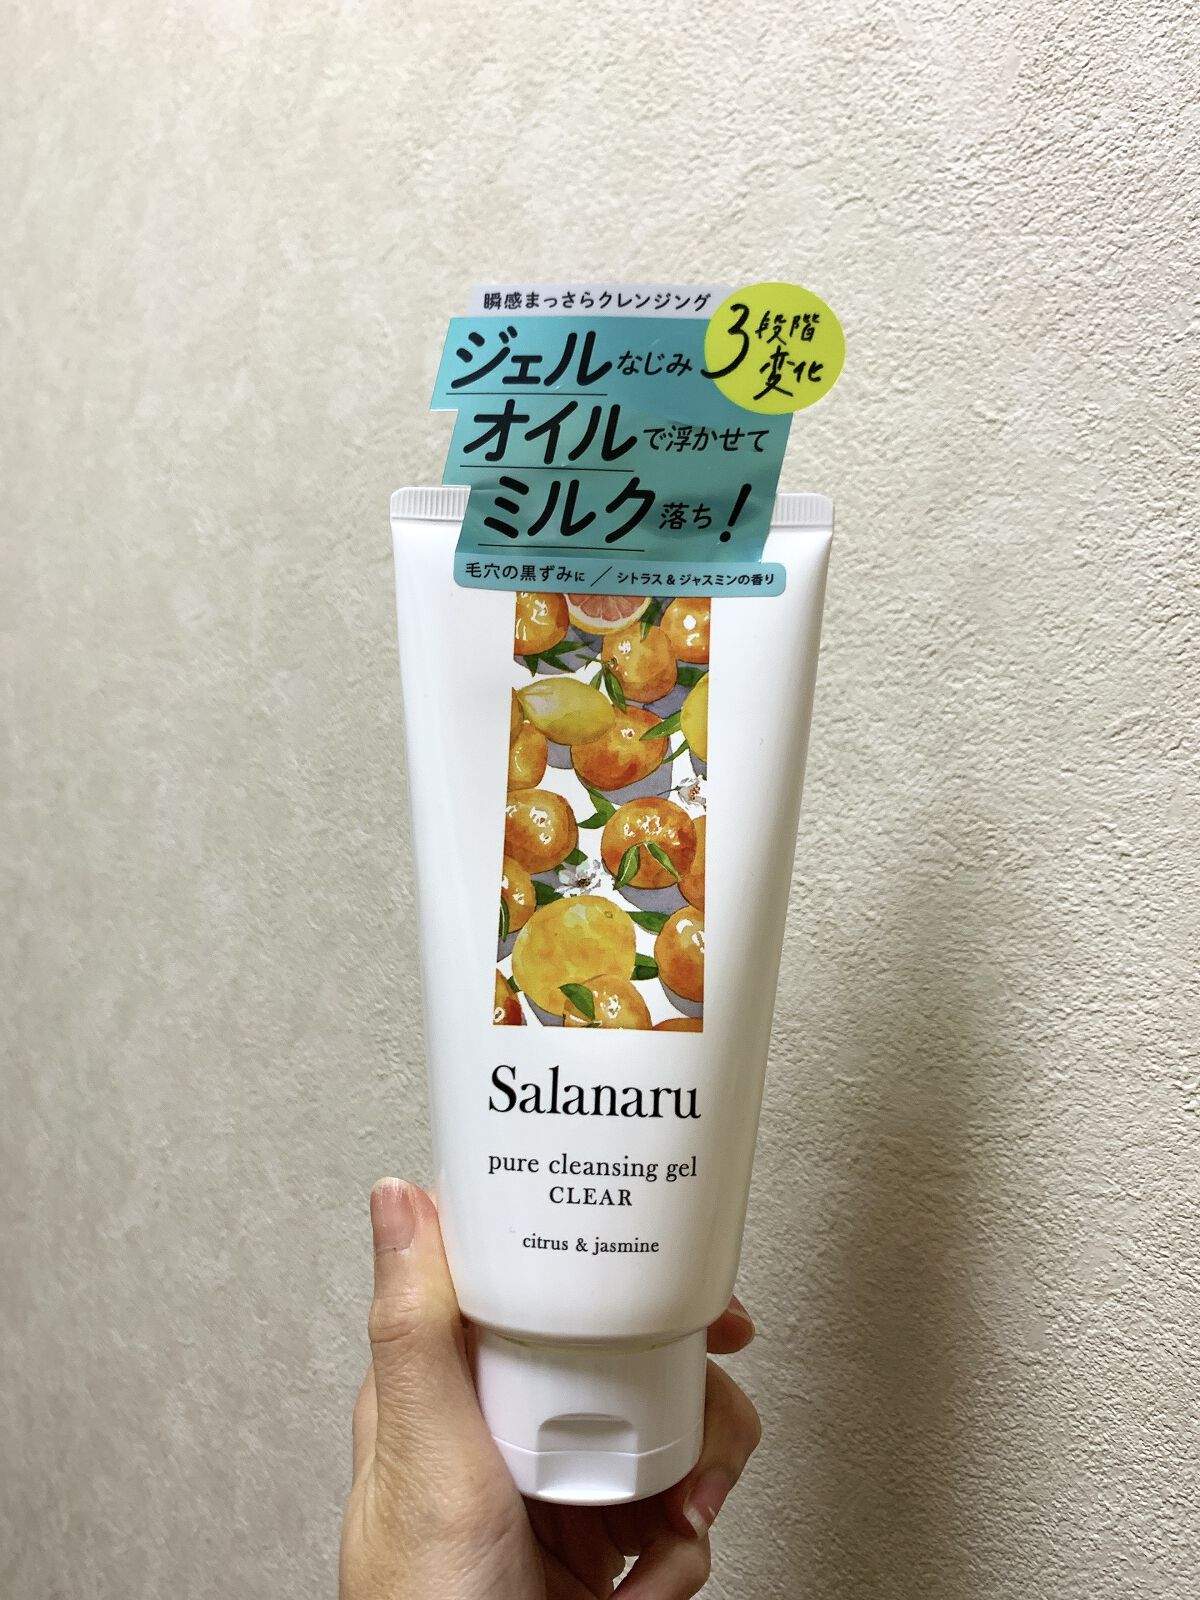 瞬感まっさらクレンジング
3段階
変化
ジェルなじみ
オイルで浮かせて
ミルク落ち!
毛穴の黒ずみに / シトラス & ジャスミンの香り
Salanaru
pure cleansing gel
CLEAR
citrus & jasmine